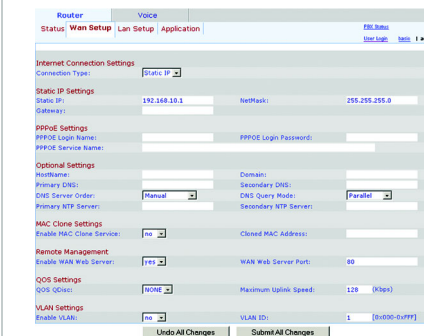 Router Voice
Status Wan Setup Lan Setup Application
PBX Status
User Login basic
Internet Connection Settings
Connection Type: Static IP
Static IP Settings
Static IP: 192.168.10.1 NetMask: 255.255.255.0
Gateway:
PPPoE Settings
PPPOE Login Name: PPPOE Login Password:
PPPOE Service Name:
Optional Settings
HostName: Domain:
Primary DNS: Secondary DNS:
DNS Server Order: Manual DNS Query Mode: Parallel
Primary NTP Server: Secondary NTP Server:
MAC Clone Settings
Enable MAC Clone Service: no Cloned MAC Address:
Remote Management
Enable WAN Web Server: yes WAN Web Server Port: 80
QOS Settings
QOS QDisc: NONE Maximum Uplink Speed: 128 (Kbps)
VLAN Settings
Enable VLAN: no VLAN ID: 1 [0x000-0xFFF]
Undo All Changes Submit All Changes